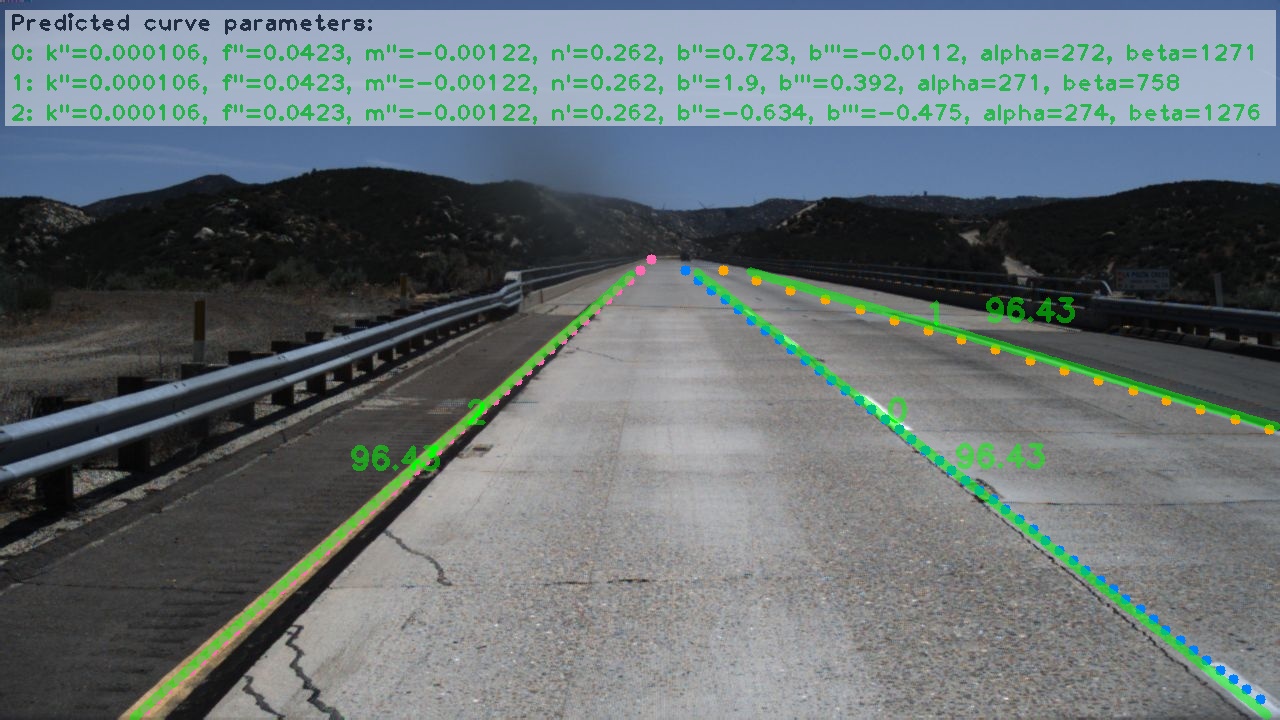 Predicted curve parameters:
0: k''=0.000106, f''=0.0423, m''=-0.00122, n'=0.262, b''=0.723, b'''=-0.0112, alpha=272, beta=1271
1: k''=0.000106, f''=0.0423, m''=-0.00122, n'=0.262, b''=1.9, b'''=0.392, alpha=271, beta=758
2: k''=0.000106, f''=0.0423, m''=-0.00122, n'=0.262, b''=-0.634, b'''=-0.475, alpha=274, beta=1276
1 96.43
2 0
96.43 96.43